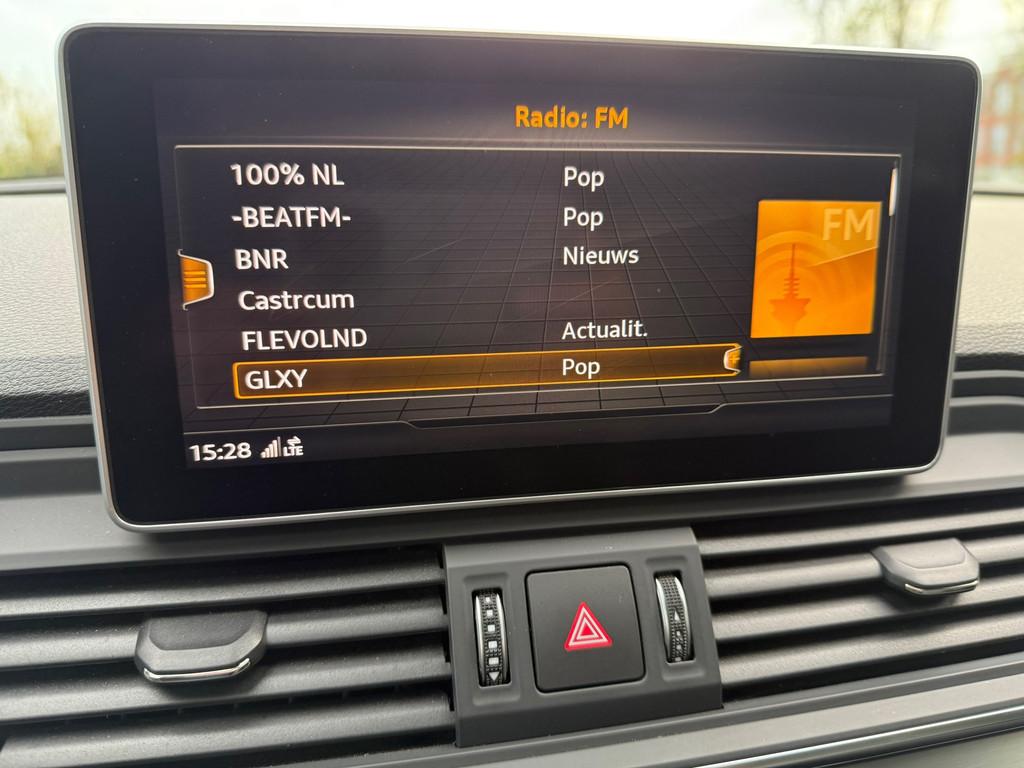 Radio: FM
100% NL Pop
-BEATFM- Pop
BNR Nieuws
Castrcum
FLEVOLND Actualit.
GLXY Pop
FM
15:28 LTE